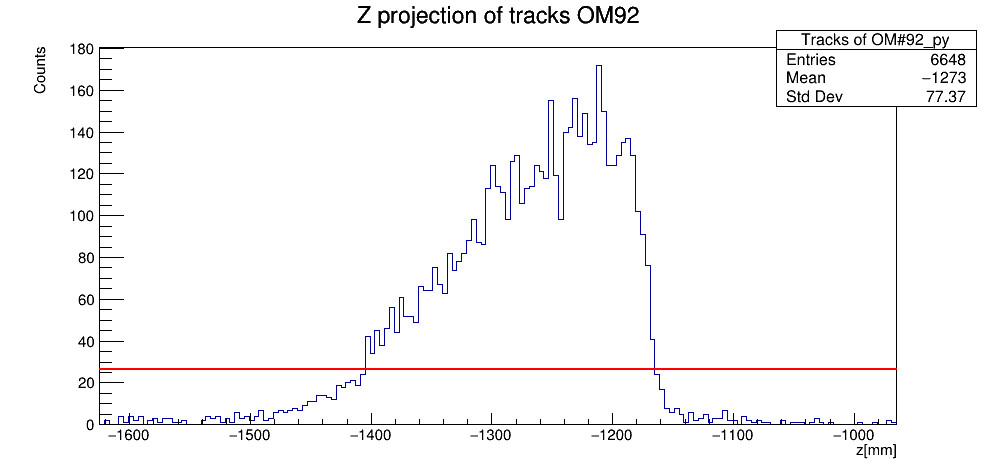 Z projection of tracks OM92
Tracks of OM#92_py
Entries 6648
Mean −1273
Std Dev 77.37
Counts
180
160
140
120
100
80
60
40
20
0
−1600 −1500 −1400 −1300 −1200 −1100 −1000
z[mm]